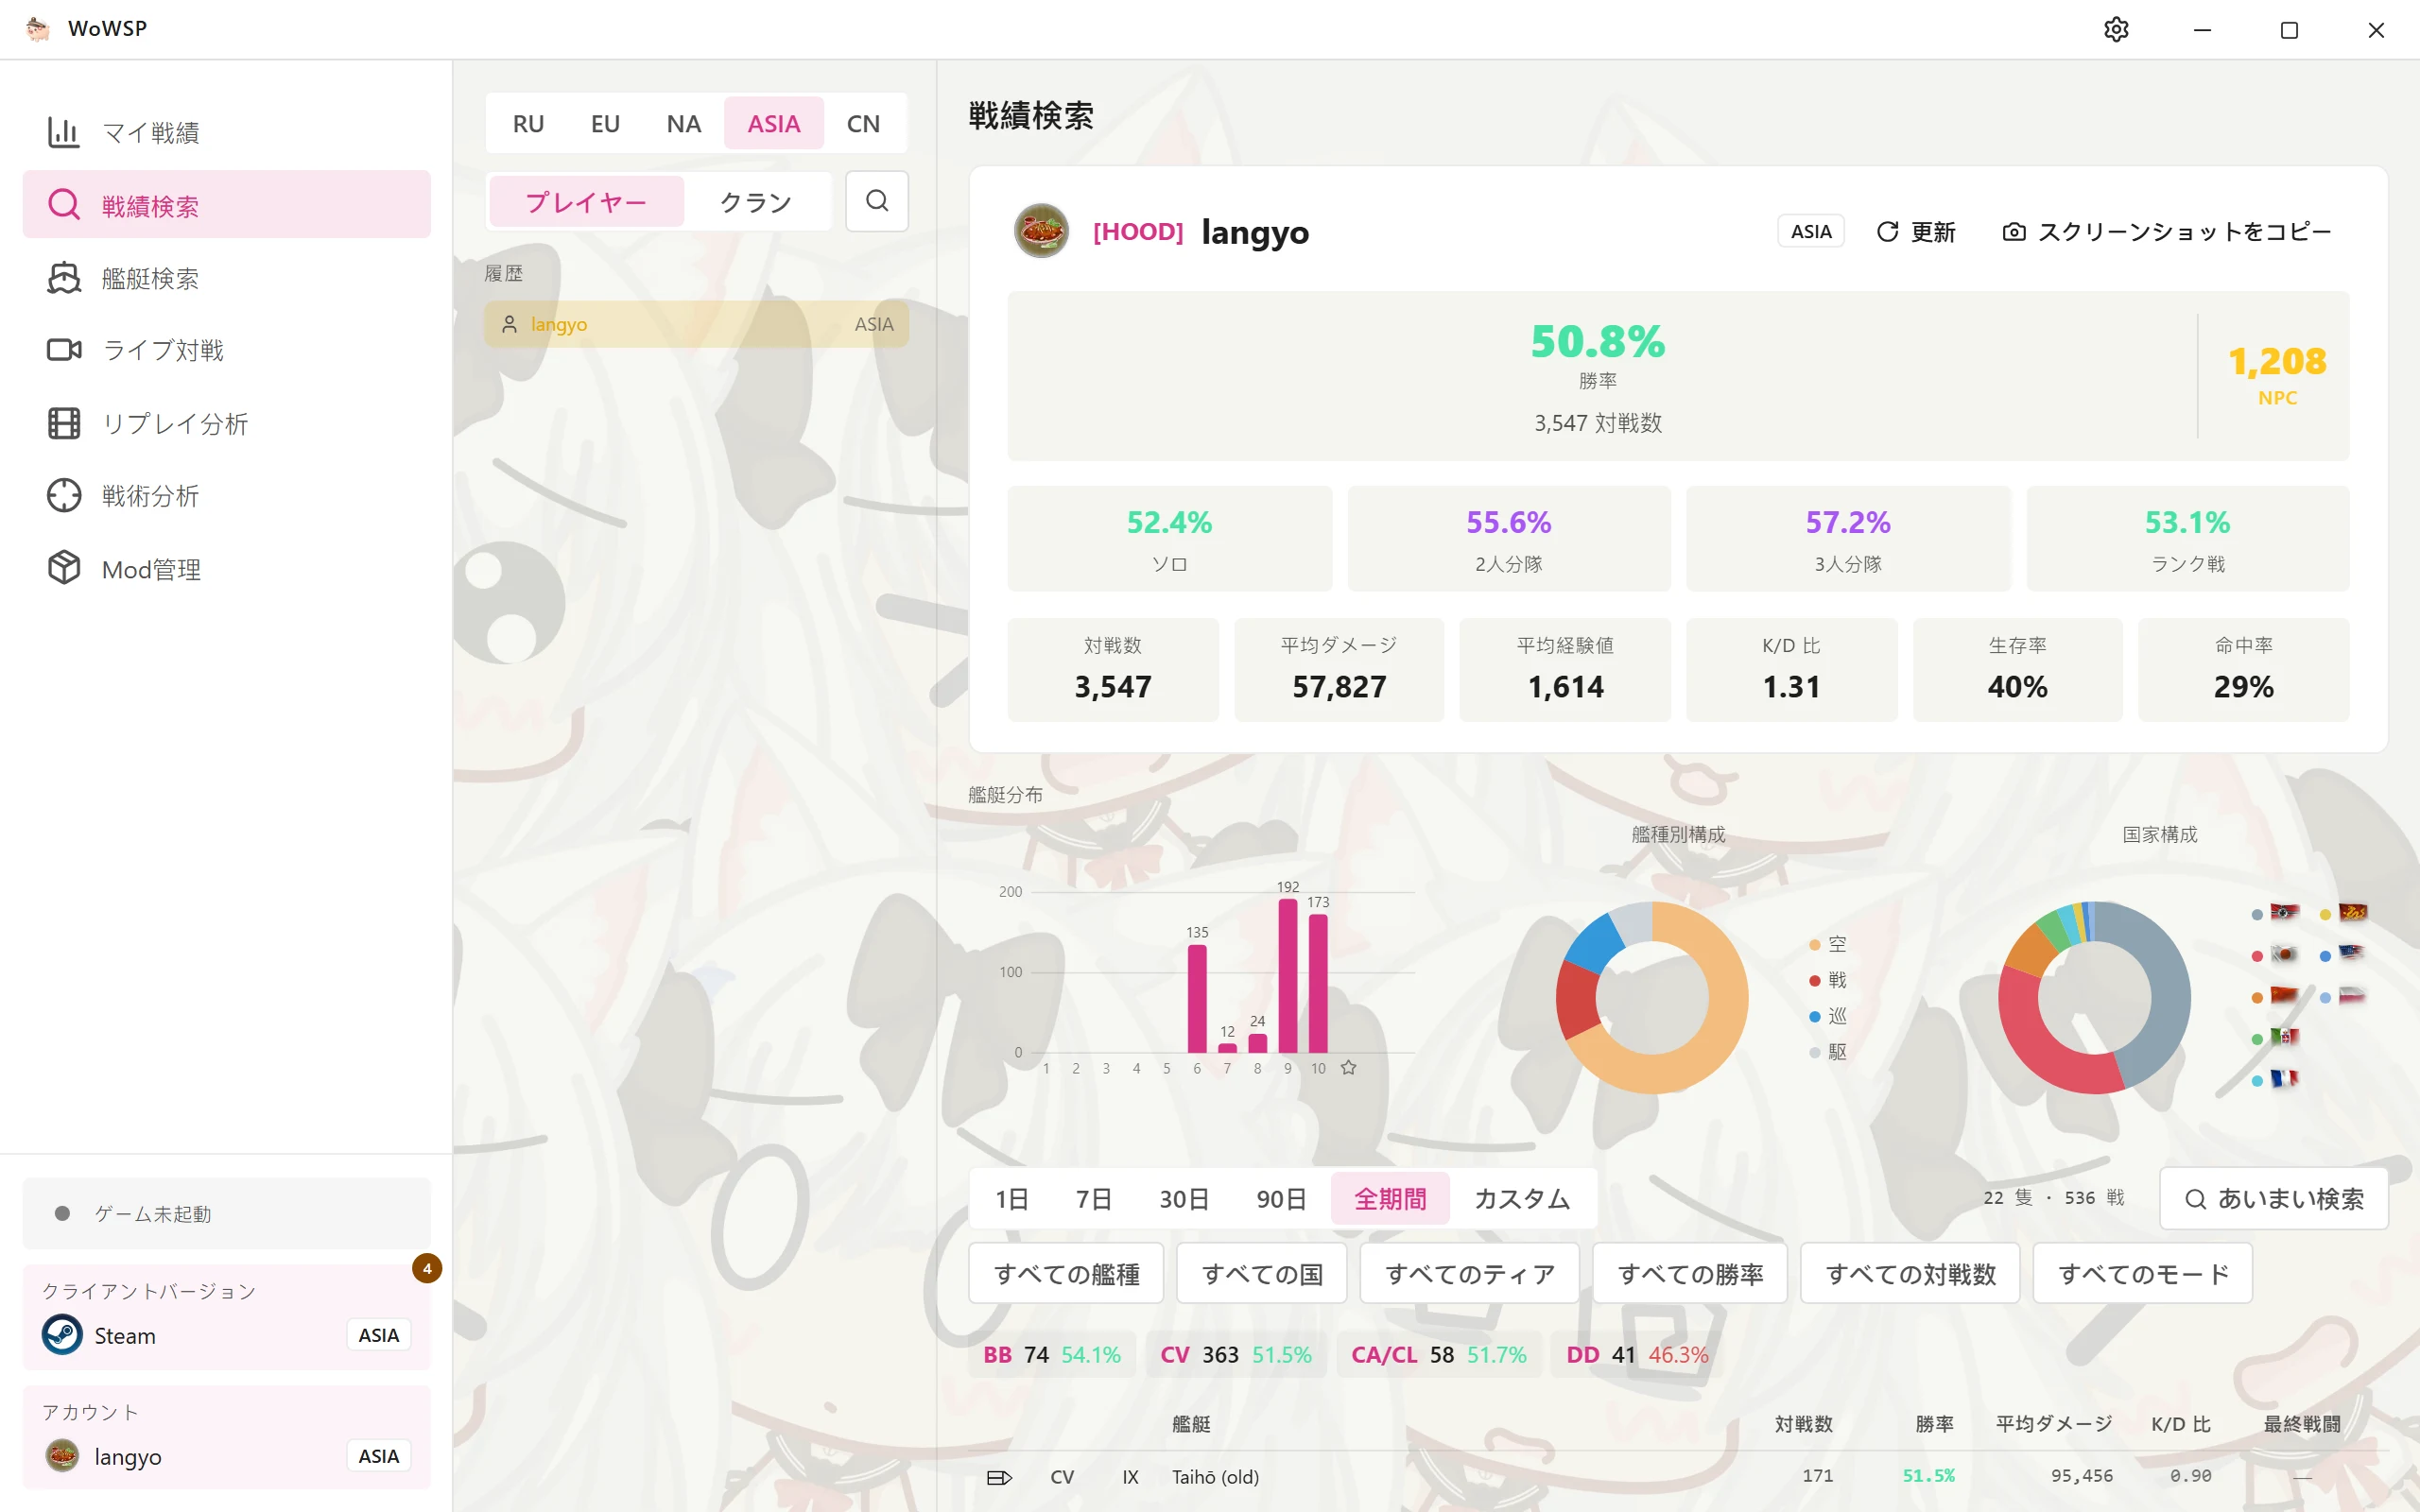 WoWSP
マイ戦績
戦績検索
艦艇検索
ライブ対戦
リプレイ分析
戦術分析
Mod管理
ゲーム未起動
4
クライアントバージョン
Steam ASIA
アカウント
langyo ASIA
RU EU NA ASIA CN
プレイヤー クラン
履歴
langyo ASIA
戦績検索
[HOOD] langyo ASIA 更新 スクリーンショットをコピー
50.8%
勝率
3,547 対戦数
1,208
NPC
52.4% 55.6% 57.2% 53.1%
ソロ 2人分隊 3人分隊 ランク戦
対戦数 平均ダメージ 平均経験値 K/D 比 生存率 命中率
3,547 57,827 1,614 1.31 40% 29%
艦艇分布
200
100
0
135 12 24 192 173
1 2 3 4 5 6 7 8 9 10
艦種別構成
空
戦
巡
駆
国家構成
1日 7日 30日 90日 全期間 カスタム 22 隻 · 536 戦 あいまい検索
すべての艦種 すべての国 すべてのティア すべての勝率 すべての対戦数 すべてのモード
BB 74 54.1% CV 363 51.5% CA/CL 58 51.7% DD 41 46.3%
艦艇 対戦数 勝率 平均ダメージ K/D 比 最終戦闘
CV IX Taihō (old) 171 51.5% 95,456 0.90 —